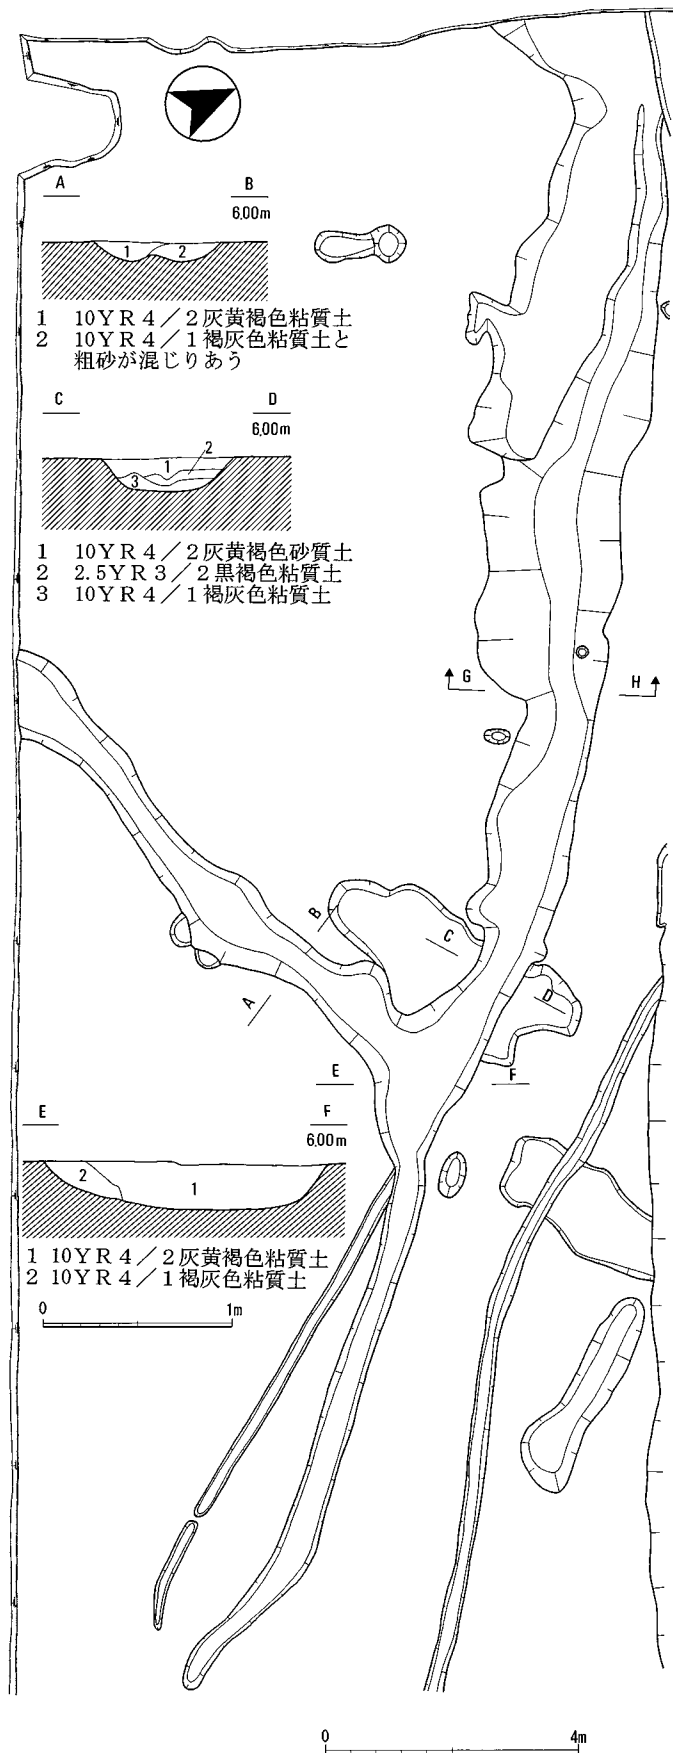 A B
6.00m
1 2
1 10YR4／2灰黄褐色粘質土
2 10YR4／1褐灰色粘質土と
粗砂が混じりあう
C D
6.00m
2
1
3
1 10YR4／2灰黄褐色砂質土
2 2.5YR3／2黒褐色粘質土
3 10YR4／1褐灰色粘質土
G H
B
C
A
D
E
F
E F
6.00m
2 1
1 10YR4／2灰黄褐色粘質土
2 10YR4／1褐灰色粘質土
0 1m
0 4m